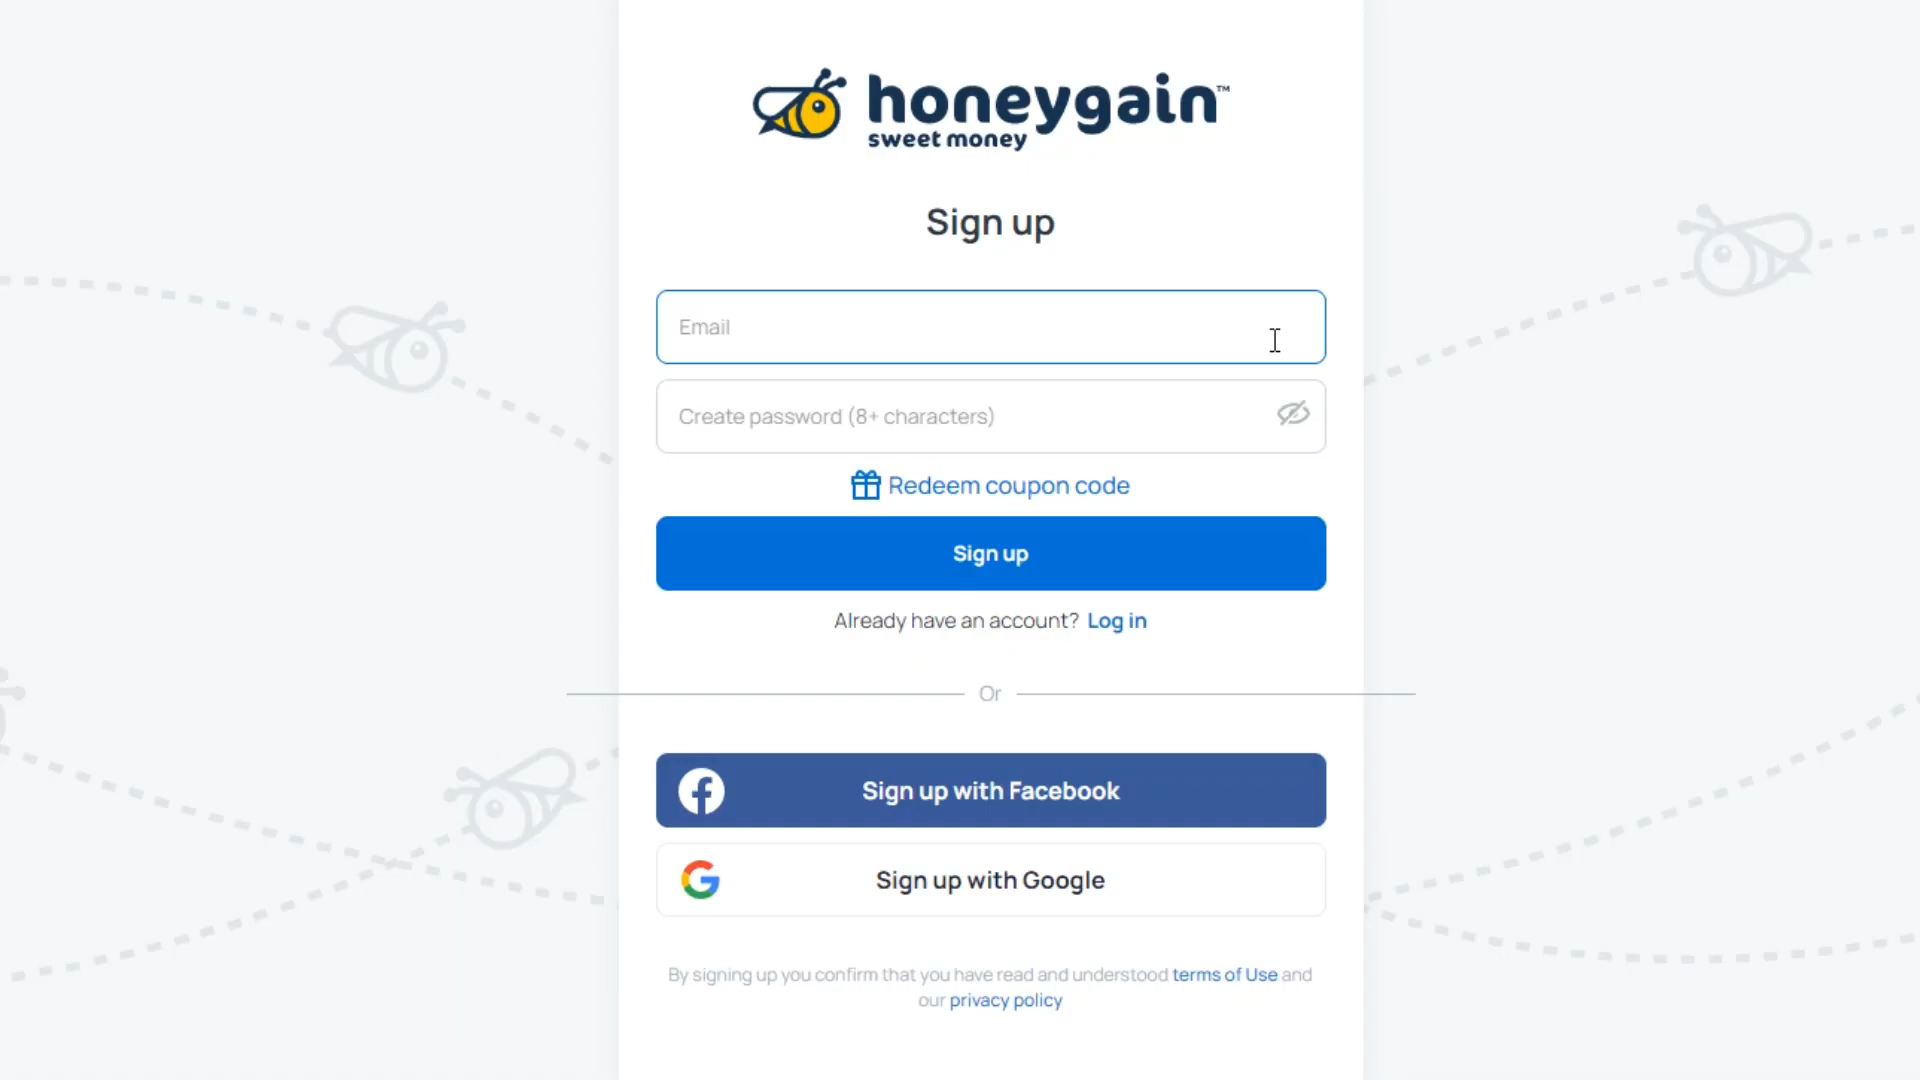 honeygain™
sweet money
Sign up
Email
Create password (8+ characters)
Redeem coupon code
Sign up
Already have an account? Log in
Or
Sign up with Facebook
Sign up with Google
By signing up you confirm that you have read and understood terms of Use and
our privacy policy